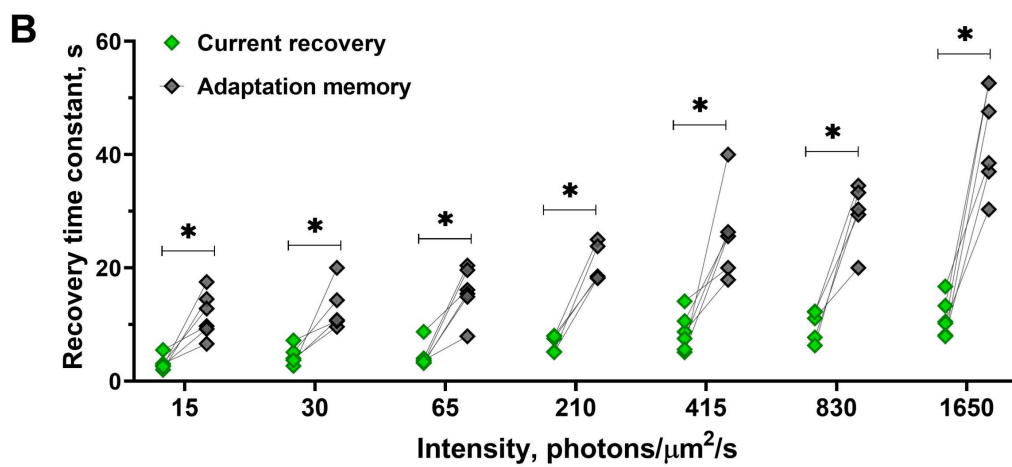 B
Current recovery
Adaptation memory
Recovery time constant, s
60
40
20
0
* * * * * * *
15 30 65 210 415 830 1650
Intensity, photons/μm²/s